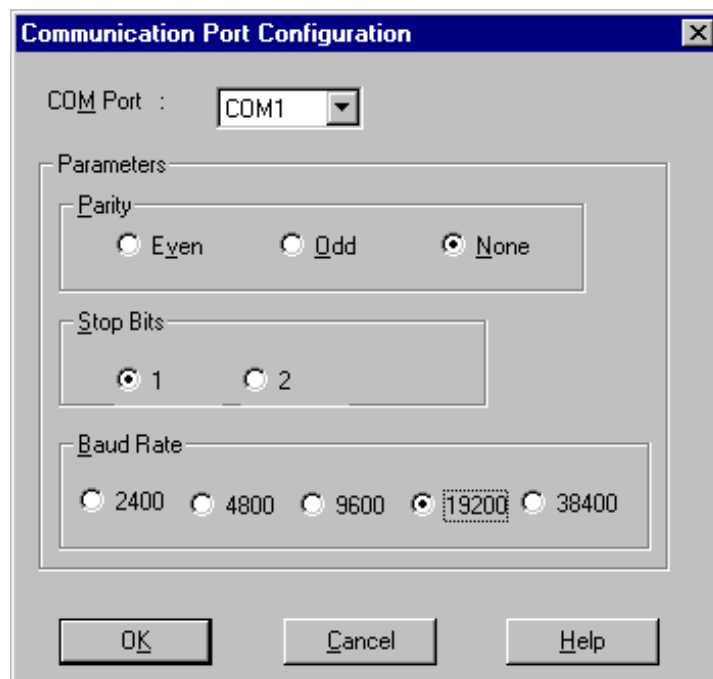 Communication Port Configuration
COM Port : COM1
Parameters
Parity
Even Odd None
Stop Bits
1 2
Baud Rate
2400 4800 9600 19200 38400
OK Cancel Help